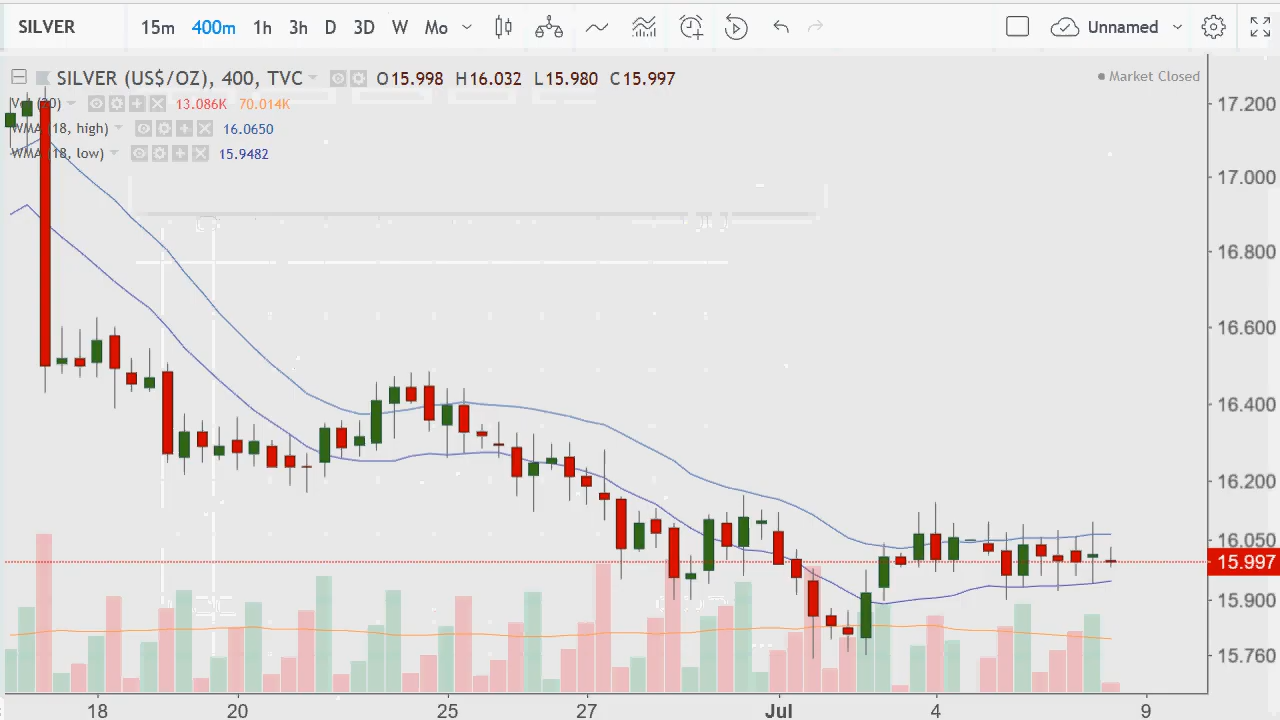 SILVER 15m 400m 1h 3h D 3D W Mo Unnamed
SILVER (US$/OZ), 400, TVC O15.998 H16.032 L15.980 C15.997 Market Closed
(20) 13.086K 70.014K
WMA (18, high) 16.0650
WMA (18, low) 15.9482
17.200
17.000
16.800
16.600
16.400
16.200
16.050
15.997
15.900
15.760
18 20 25 27 Jul 4 9